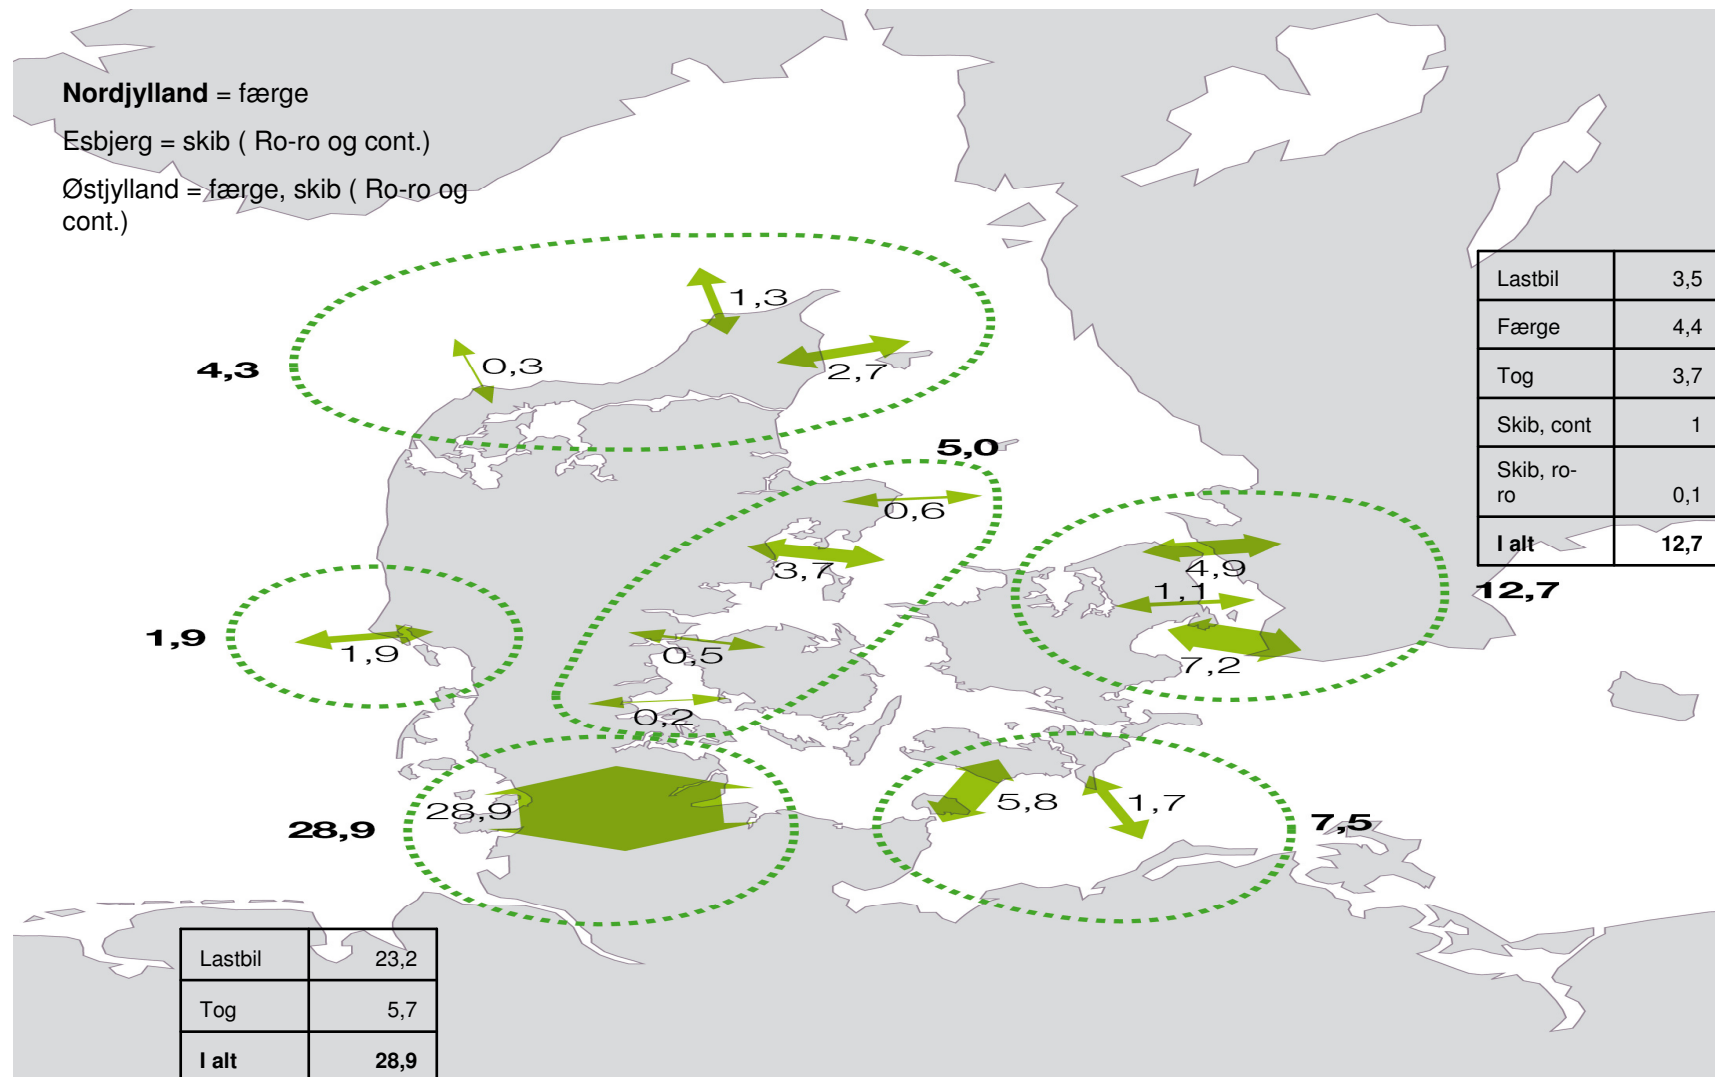 Nordjylland = færge
Esbjerg = skib ( Ro-ro og cont.)
Østjylland = færge, skib ( Ro-ro og
cont.)
1,3
0,3
2,7
4,3
5,0
0,6
3,7
0,5
0,2
1,9
1,9
4,9
1,1
7,2
12,7
28,9
28,9
5,8
1,7
7,5
Lastbil 3,5
Færge 4,4
Tog 3,7
Skib, cont 1
Skib, ro-
ro 0,1
I alt 12,7
Lastbil 23,2
Tog 5,7
I alt 28,9